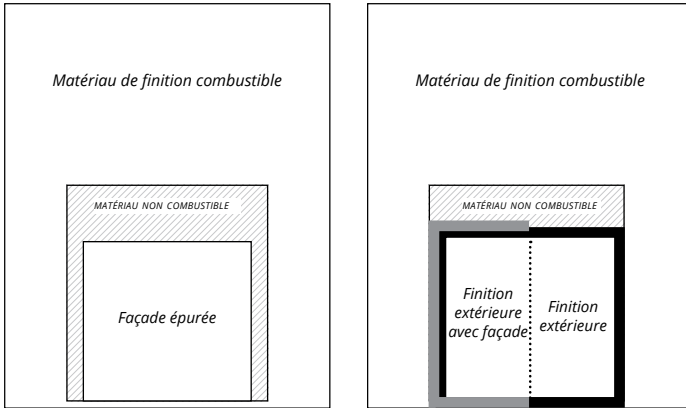 Matériau de finition combustible
MATÉRIAU NON COMBUSTIBLE
Façade épurée
Matériau de finition combustible
MATÉRIAU NON COMBUSTIBLE
Finition
extérieure
avec façade
Finition
extérieure